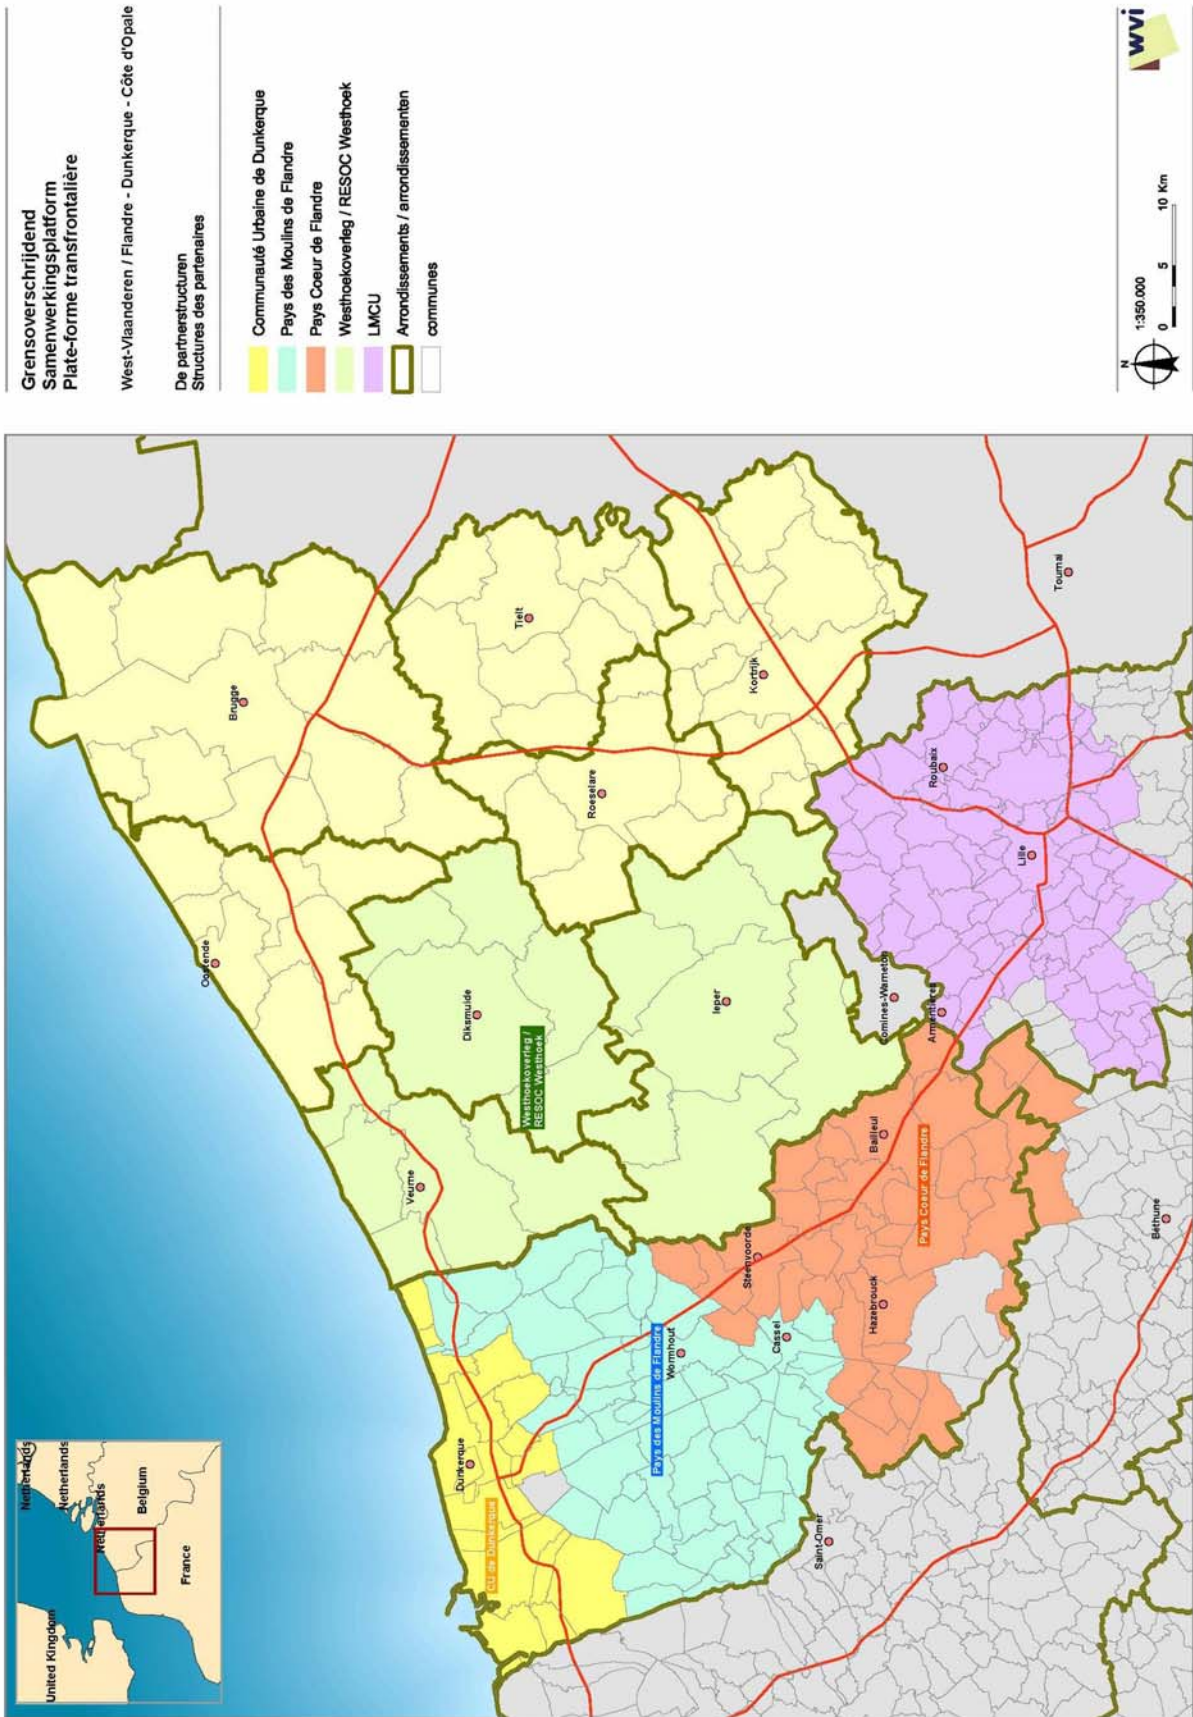 Grensoverschrijdend
Samenwerkingsplatform
Plate-forme transfrontalière
West-Vlaanderen / Flandre - Dunkerque - Côte d'Opale
De partnerstructuren
Structures des partenaires
Communauté Urbaine de Dunkerque
Pays des Moulins de Flandre
Pays Coeur de Flandre
Westhoekoverleg / RESOC Westhoek
LMCU
Arrondissements / arrondissementen
communes
N
1:350.000
0 5 10 Km
wvi
United Kingdom
Netherlands
Netherlands
Netherlands
Belgium
France
Brugge
Oostende
Tielt
Diksmuide
Westhoekoverleg /
RESOC Westhoek
Roeselare
Veurne
Kortrijk
Ieper
Dunkerque
CU de Dunkerque
Pays des Moulins de Flandre
Wormhout
Steenvoorde
Cassel
Comines-Warneton
Armentières
Roubaix
Bailleul
Hazebrouck
Pays Coeur de Flandre
Lille
Tournai
Saint-Omer
Béthune